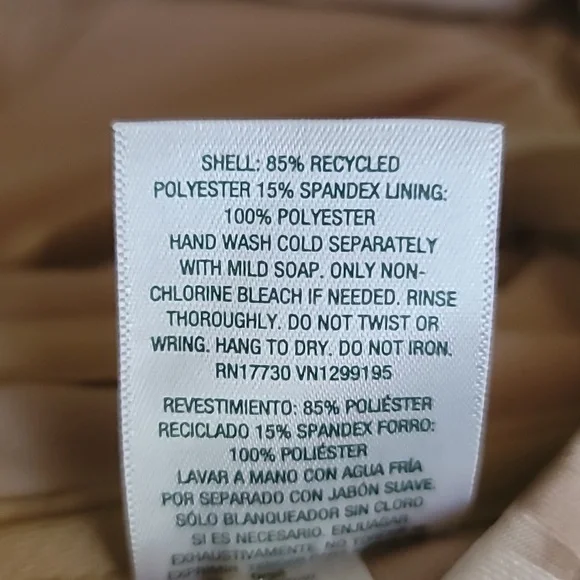 SHELL: 85% RECYCLED
POLYESTER 15% SPANDEX LINING:
100% POLYESTER
HAND WASH COLD SEPARATELY
WITH MILD SOAP. ONLY NON-
CHLORINE BLEACH IF NEEDED. RINSE
THOROUGHLY. DO NOT TWIST OR
WRING. HANG TO DRY. DO NOT IRON.
RN17730 VN1299195
REVESTIMIENTO: 85% POLIÉSTER
RECICLADO 15% SPANDEX FORRO:
100% POLIÉSTER
LAVAR A MANO CON AGUA FRÍA
POR SEPARADO CON JABÓN SUAVE.
SÓLO BLANQUEADOR SIN CLORO
SI ES NECESARIO. ENJUAGAR
EXHAUSTIVAMENTE. NO